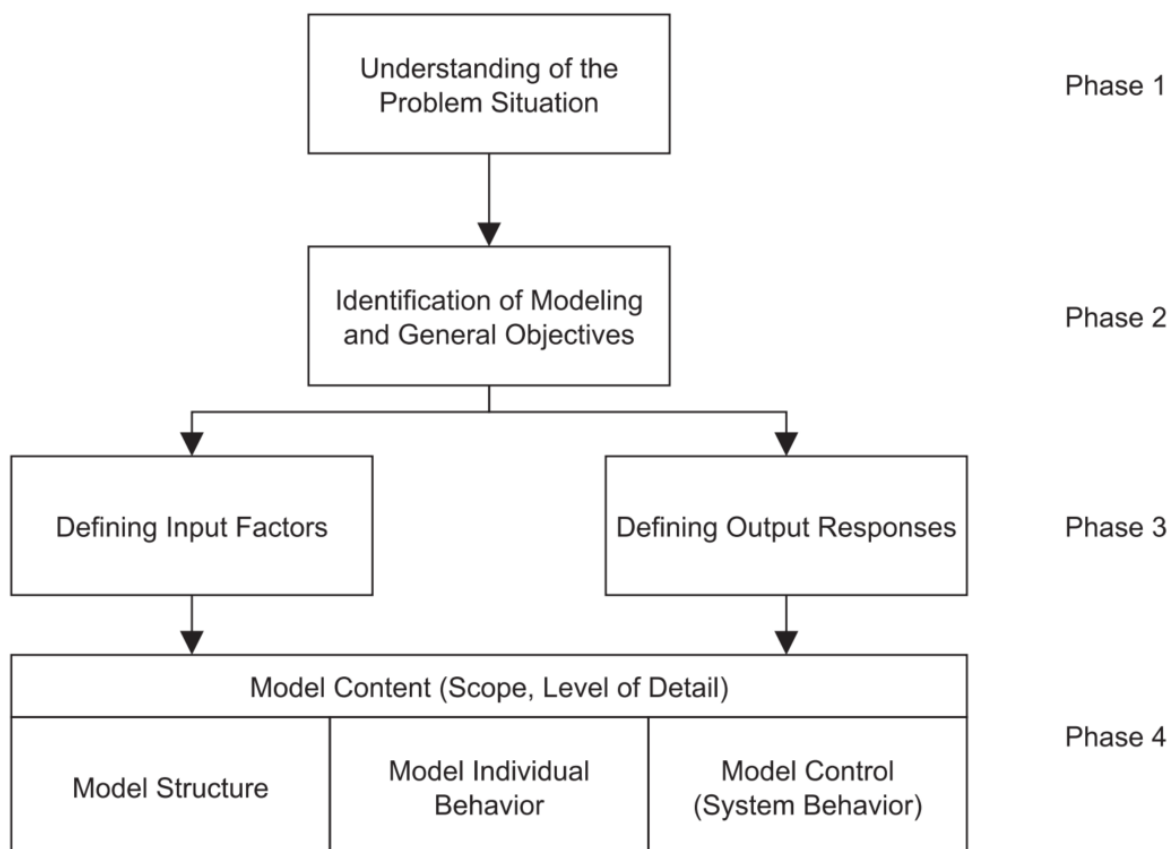 Understanding of the
Problem Situation
Phase 1
Identification of Modeling
and General Objectives
Phase 2
Defining Input Factors
Defining Output Responses
Phase 3
Model Content (Scope, Level of Detail)
Phase 4
Model Structure
Model Individual
Behavior
Model Control
(System Behavior)